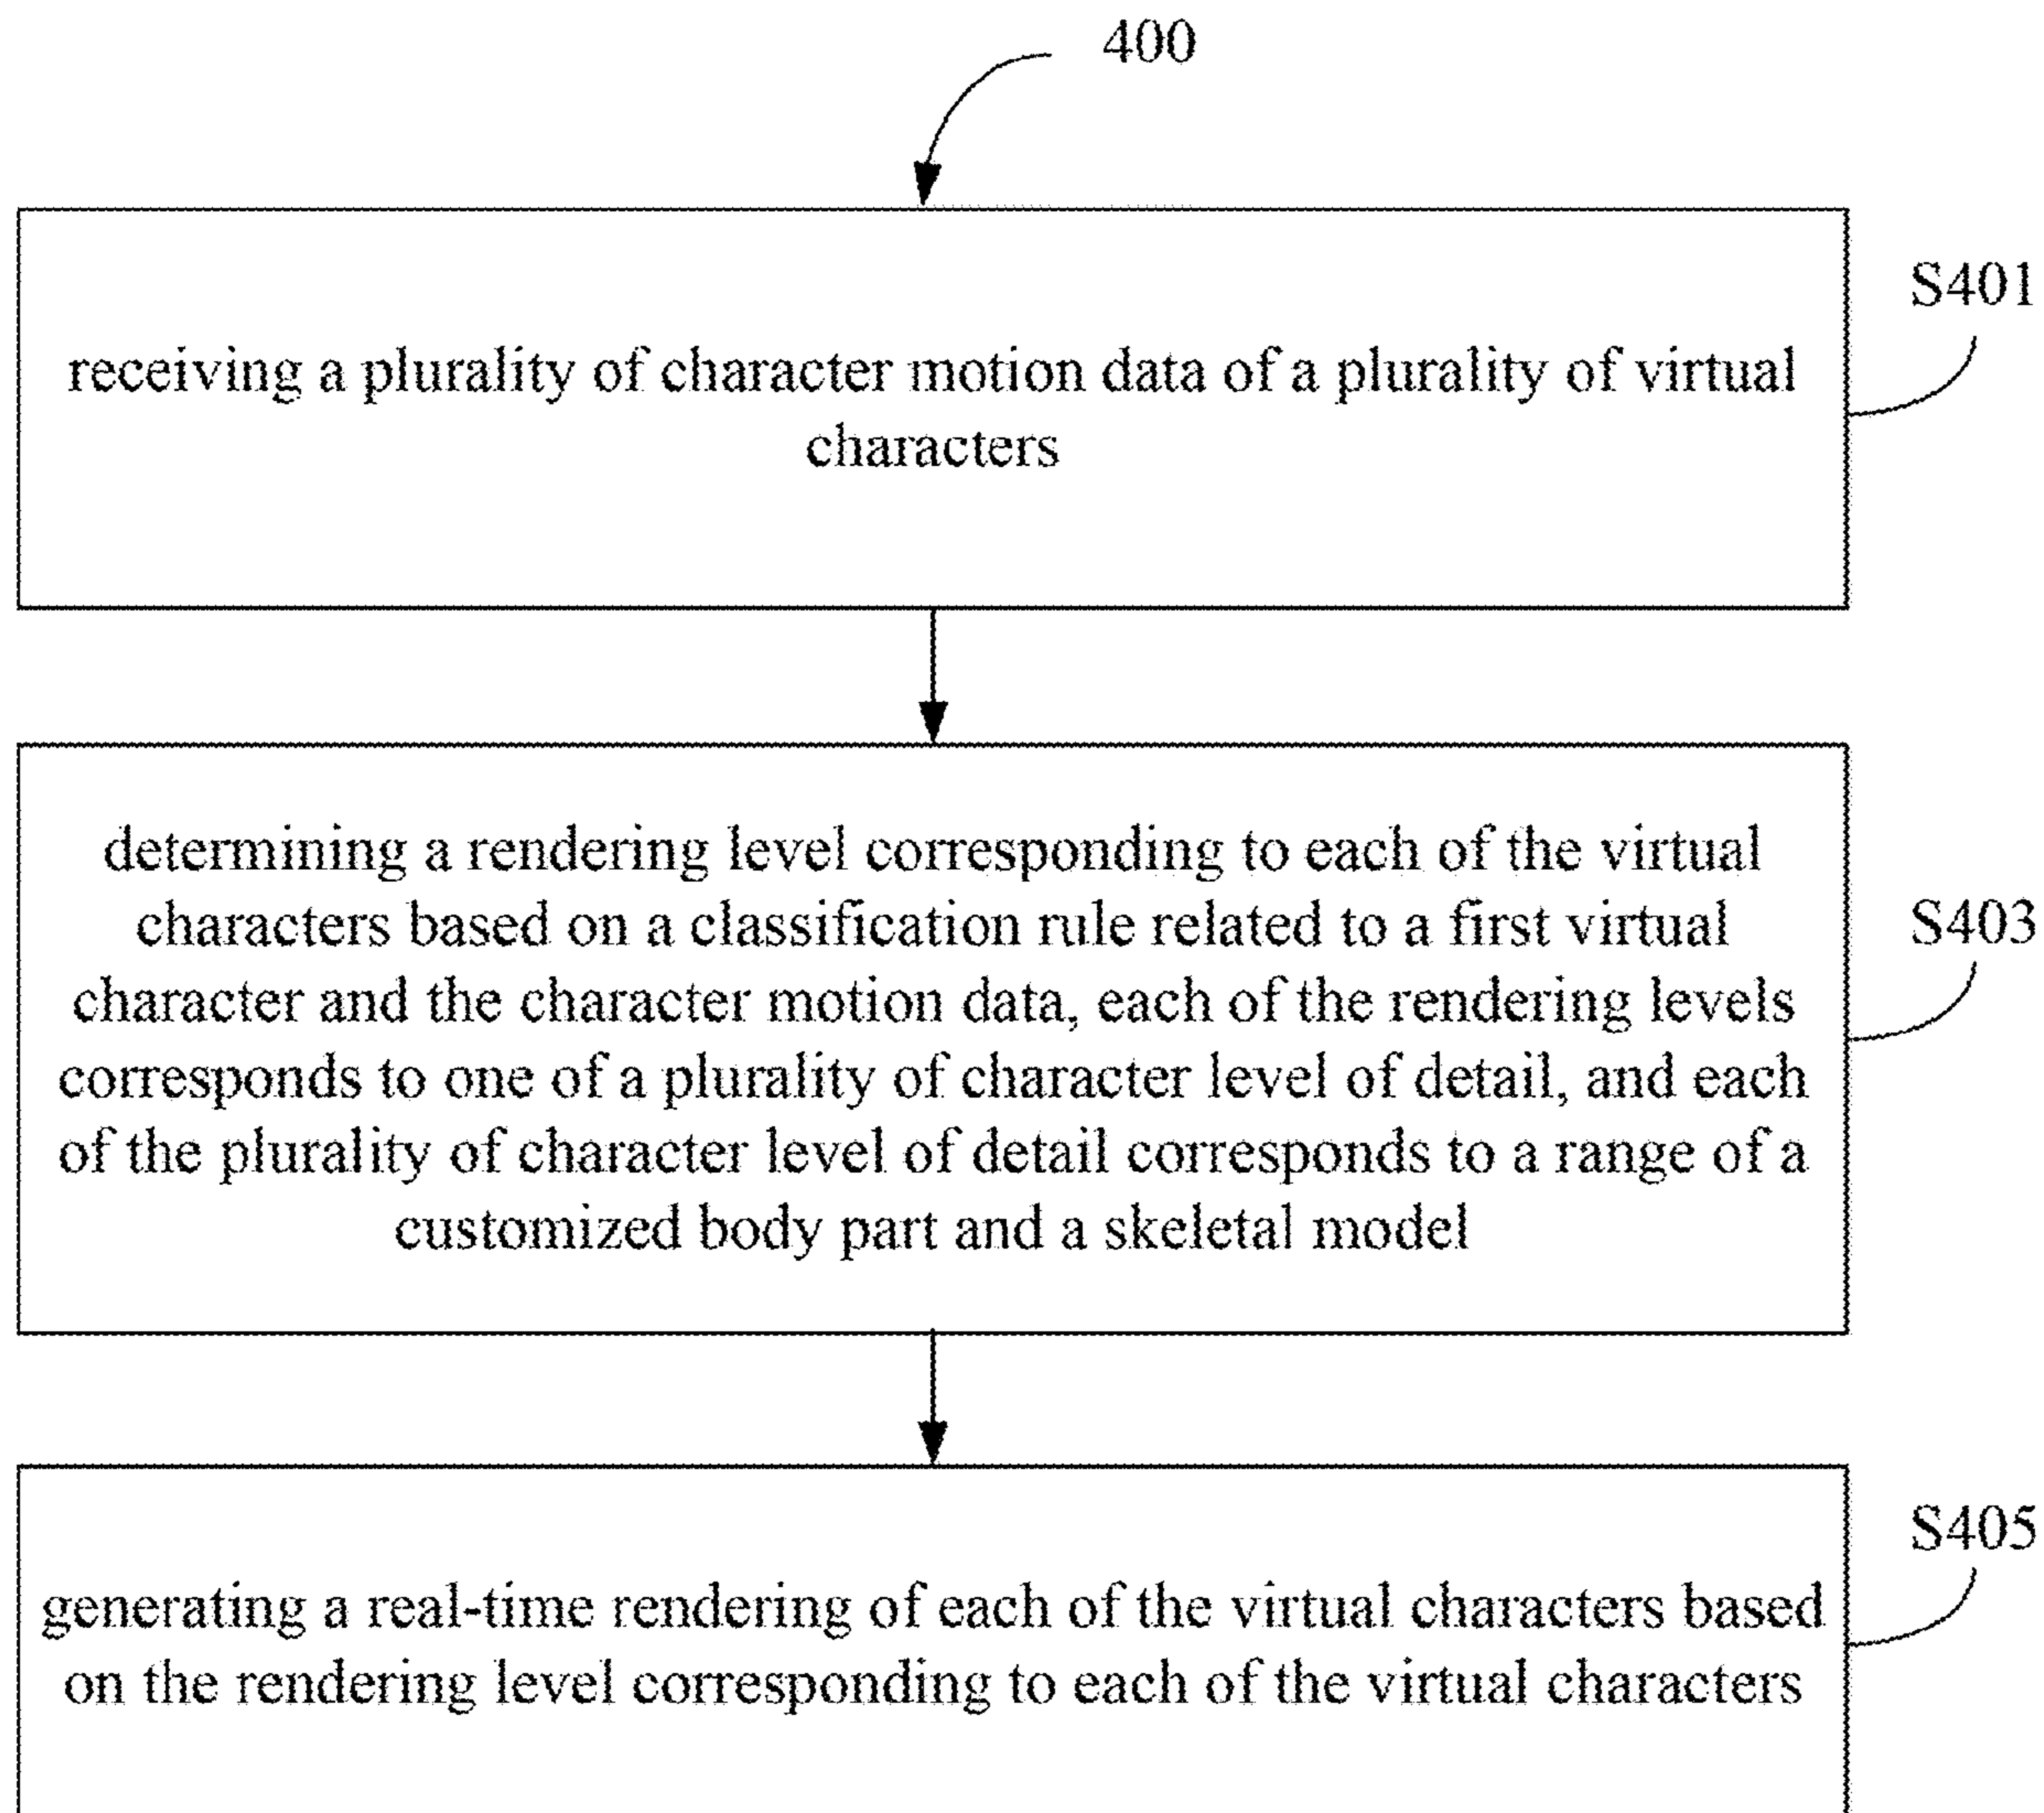 400
S401
receiving a plurality of character motion data of a plurality of virtual
characters
determining a rendering level corresponding to each of the virtual
characters based on a classification rule related to a first virtual
character and the character motion data, each of the rendering levels
corresponds to one of a plurality of character level of detail, and each
of the plurality of character level of detail corresponds to a range of a
customized body part and a skeletal model
S403
S405
generating a real-time rendering of each of the virtual characters based
on the rendering level corresponding to each of the virtual characters